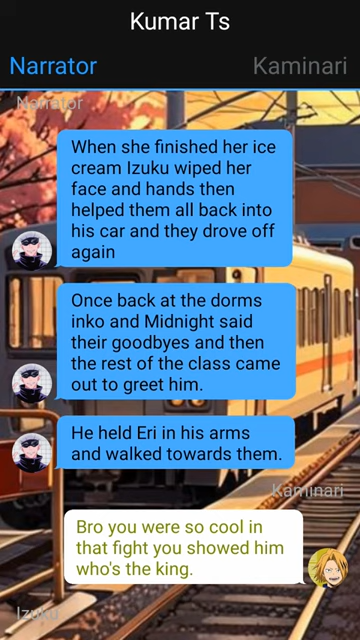 Kumar Ts
Narrator
Kaminari
Narrator
When she finished her ice
cream Izuku wiped her
face and hands then
helped them all back into
his car and they drove off
again
Once back at the dorms
inko and Midnight said
their goodbyes and then
the rest of the class came
out to greet him.
He held Eri in his arms
and walked towards them.
Kaminari
Bro you were so cool in
that fight you showed him
who's the king.
Izuku